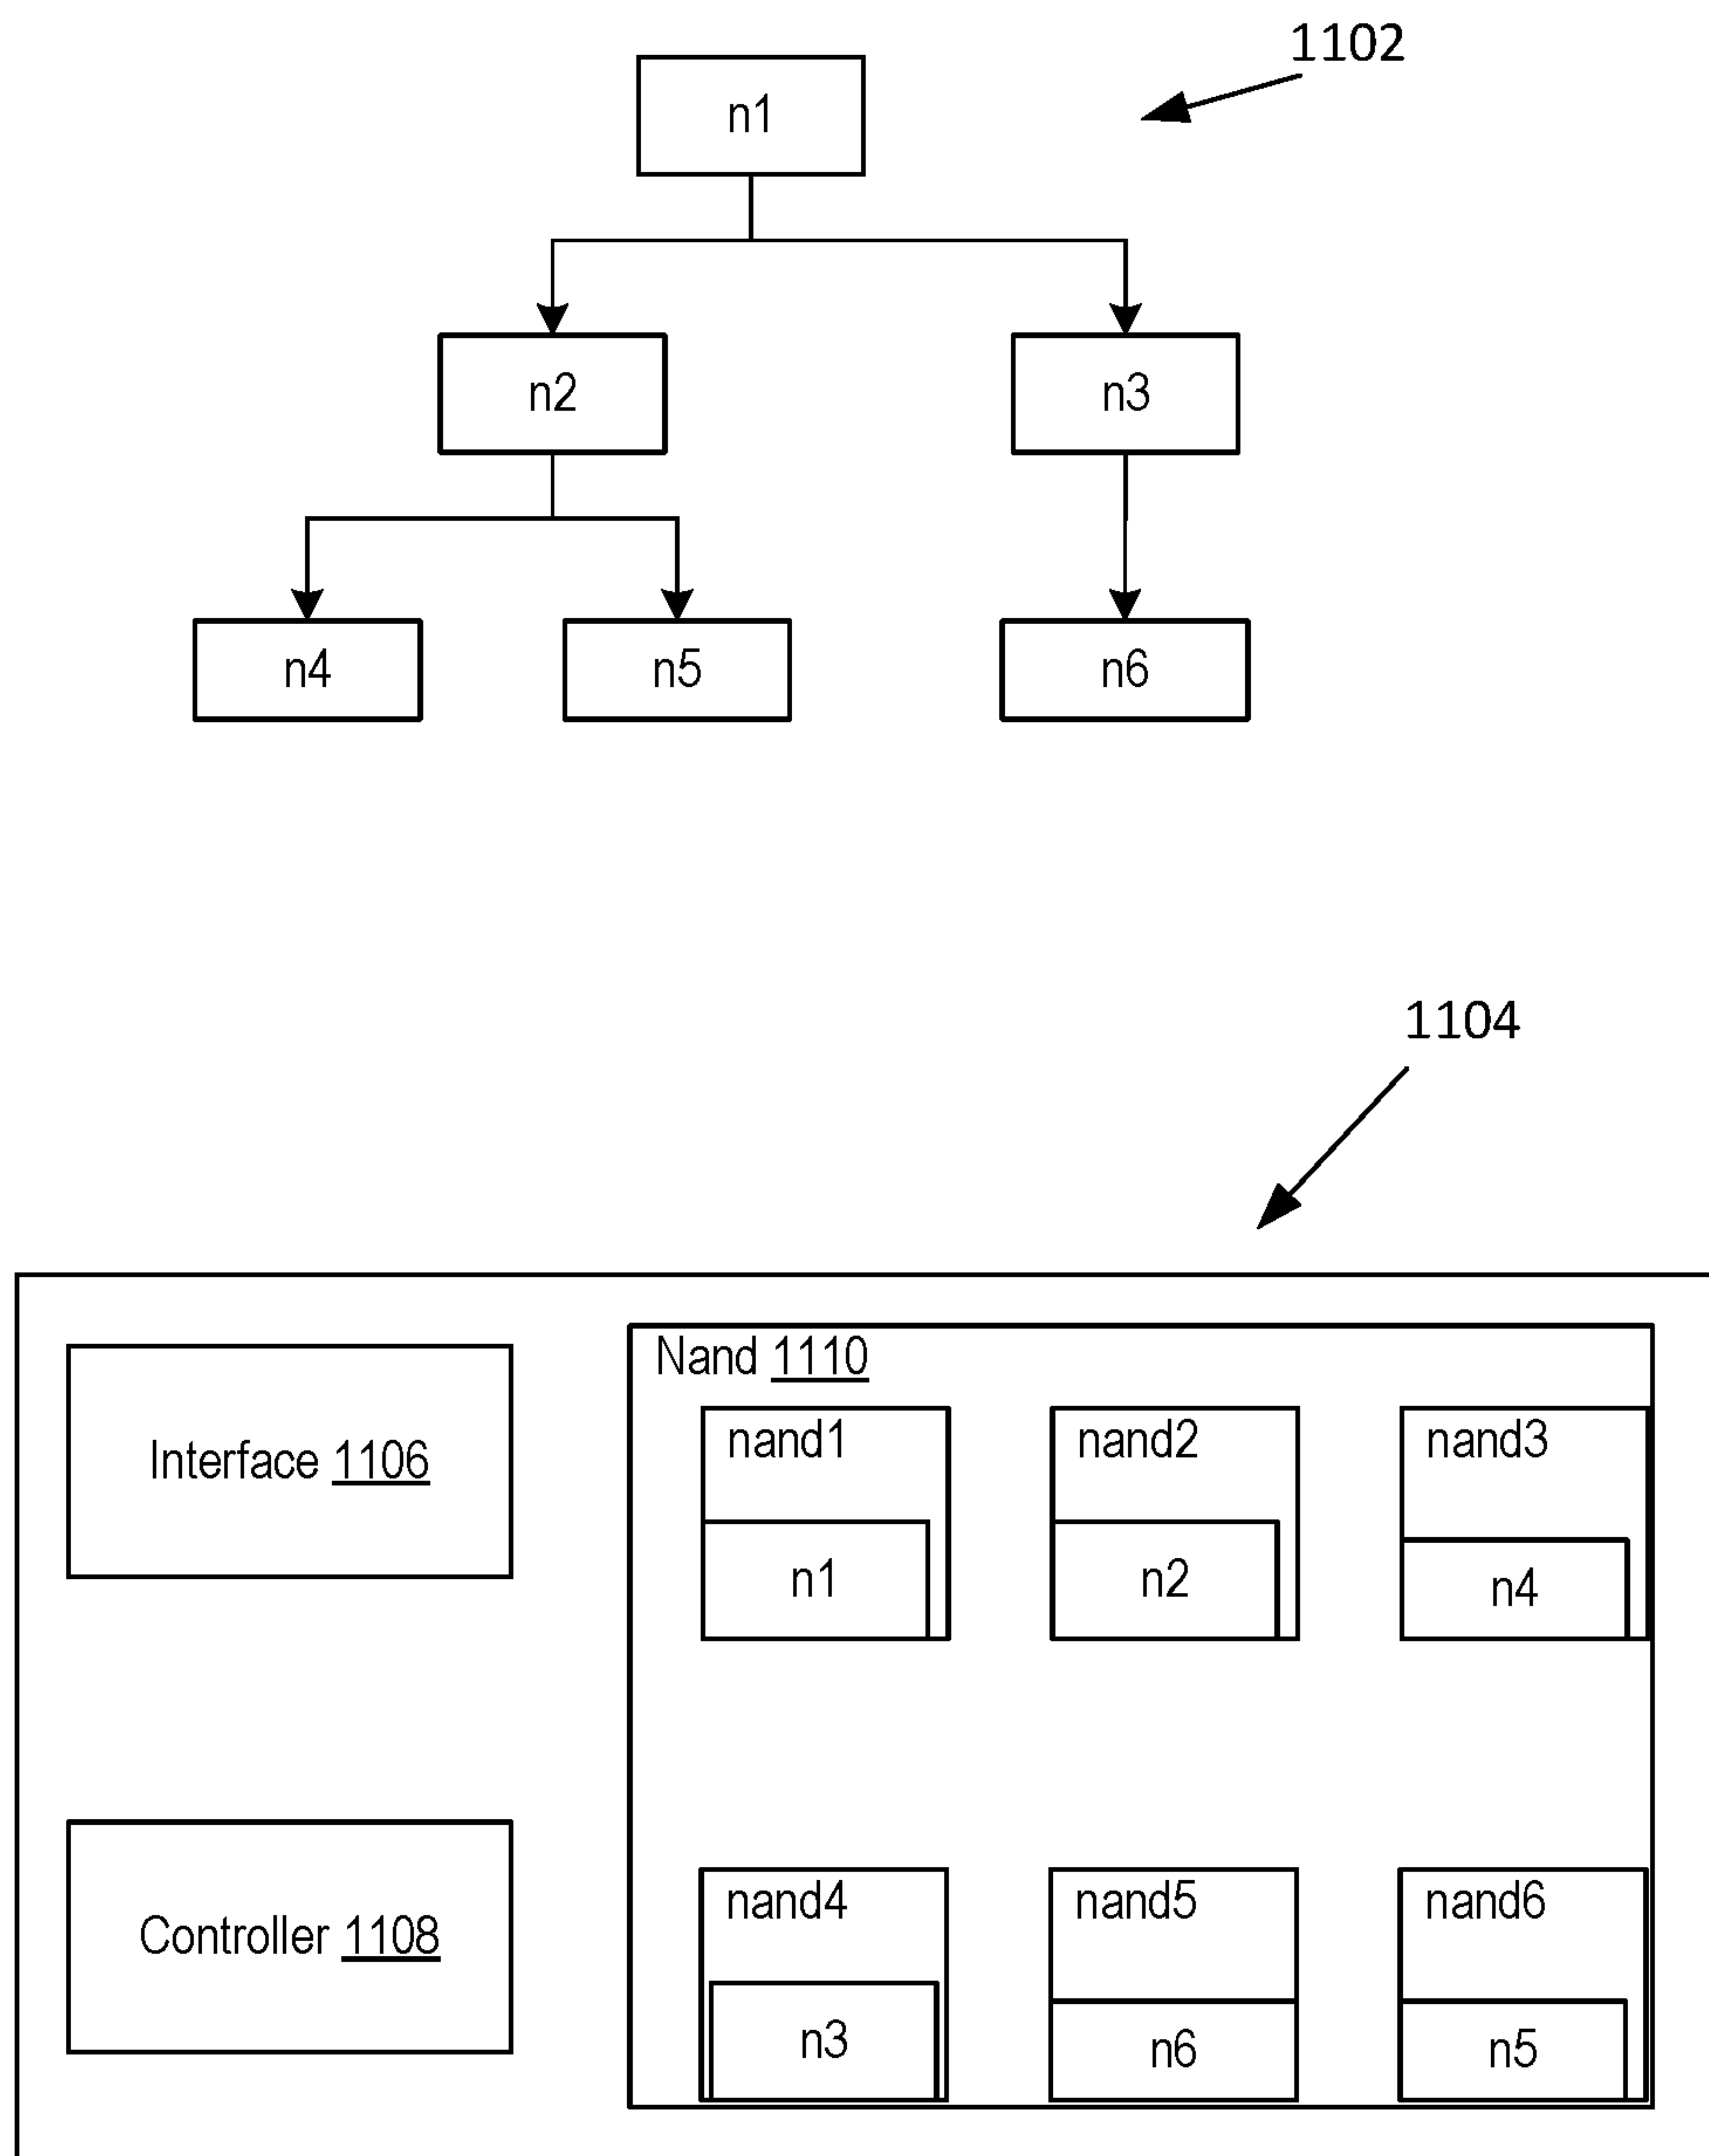 1102
n1
n2
n3
n4
n5
n6
1104
Nand 1110
Interface 1106
nand1
nand2
nand3
n1
n2
n4
Controller 1108
nand4
nand5
nand6
n3
n6
n5